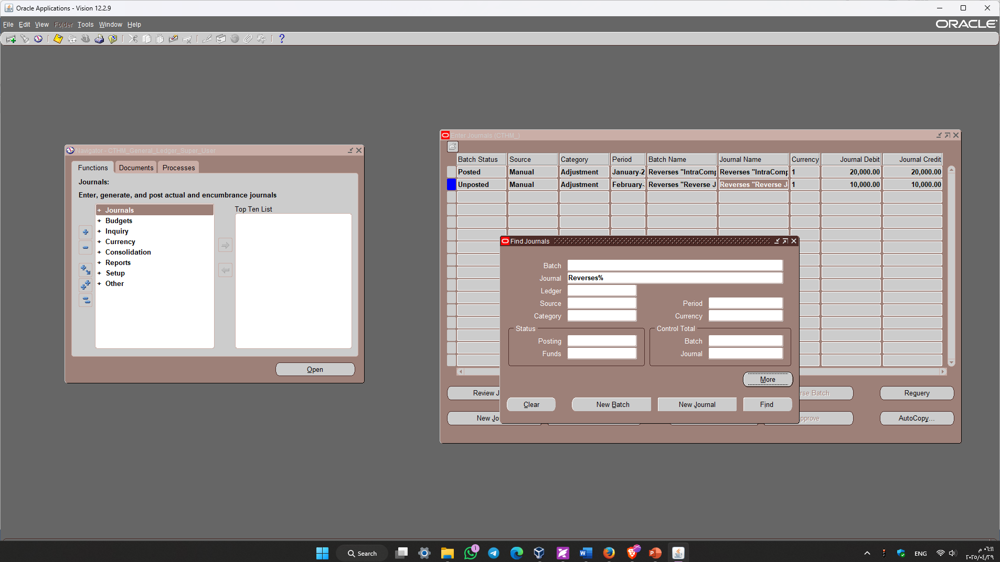 Oracle Applications - Vision 12.2.9
File Edit View Folder Tools Window Help
ORACLE
Navigator - CTHM_General_Ledger_Super_User
Functions Documents Processes
Journals:
Enter, generate, and post actual and encumbrance journals
+ Journals
+ Budgets
+ Inquiry
+ Currency
+ Consolidation
+ Reports
+ Setup
+ Other
Top Ten List
Open
Enter Journals (CTHM_)
Batch Status Source Category Period Batch Name Journal Name Currency Journal Debit Journal Credit
Posted Manual Adjustment January-2 Reverses "IntraComp Reverses "IntraComp 1 20,000.00 20,000.00
Unposted Manual Adjustment February- Reverses "Reverse J Reverses "Reverse J 1 10,000.00 10,000.00
Find Journals
Batch
Journal Reverses%
Ledger
Source Period
Category Currency
Status Control Total
Posting Batch
Funds Journal
More
Clear New Batch New Journal Find
Review J rse Batch Requery
New Jo pprove AutoCopy...
Search
1
ENG
٠٦:١١ م
٢٠٢٥/٠٤/٢٩